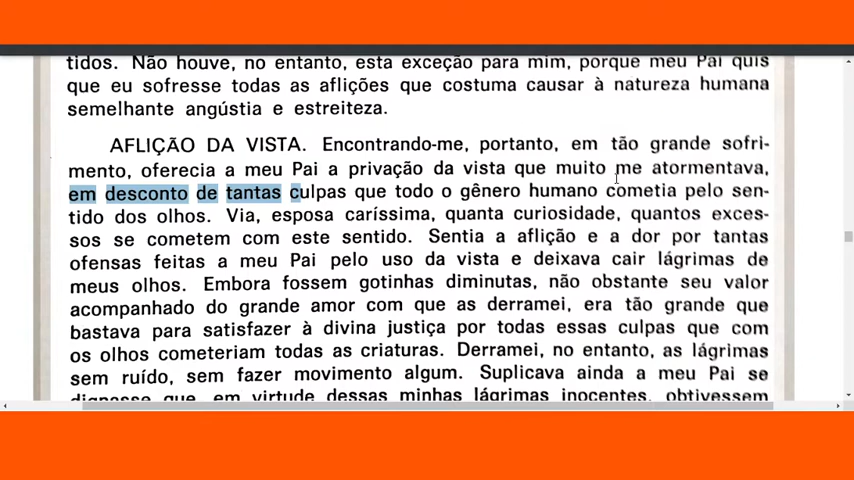 tidos. Não houve, no entanto, esta exceção para mim, porque meu Pai quis
que eu sofresse todas as aflições que costuma causar à natureza humana
semelhante angústia e estreiteza.
AFLIÇÃO DA VISTA. Encontrando-me, portanto, em tão grande sofri-
mento, oferecia a meu Pai a privação da vista que muito me atormentava,
em desconto de tantas culpas que todo o gênero humano cometia pelo sen-
tido dos olhos. Via, esposa caríssima, quanta curiosidade, quantos exces-
sos se cometem com este sentido. Sentia a aflição e a dor por tantas
ofensas feitas a meu Pai pelo uso da vista e deixava cair lágrimas de
meus olhos. Embora fossem gotinhas diminutas, não obstante seu valor
acompanhado do grande amor com que as derramei, era tão grande que
bastava para satisfazer à divina justiça por todas essas culpas que com
os olhos cometeriam todas as criaturas. Derramei, no entanto, as lágrimas
sem ruído, sem fazer movimento algum. Suplicava ainda a meu Pai se
dignasse que, em virtude dessas minhas lágrimas inocentes, obtivessem